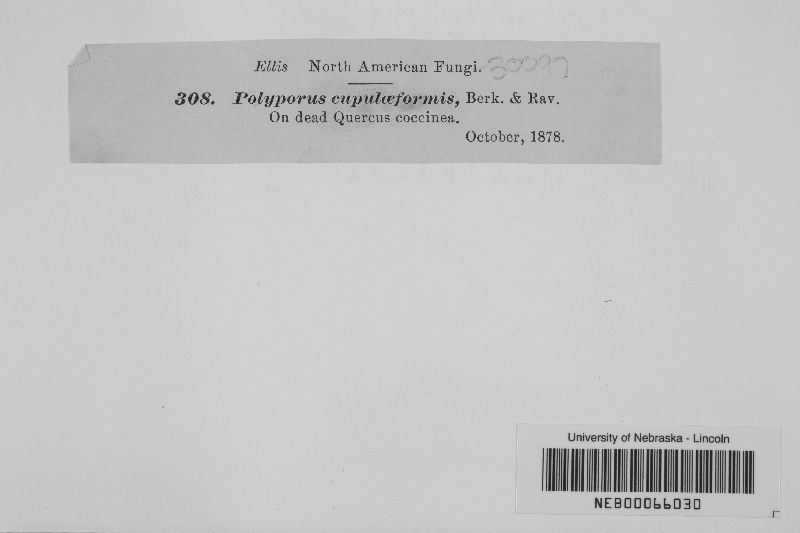 Ellis North American Fungi. 30097
308. Polyporus cupulæformis, Berk. & Rav.
On dead Quercus coccinea.
October, 1878.
University of Nebraska - Lincoln
NEB00066030